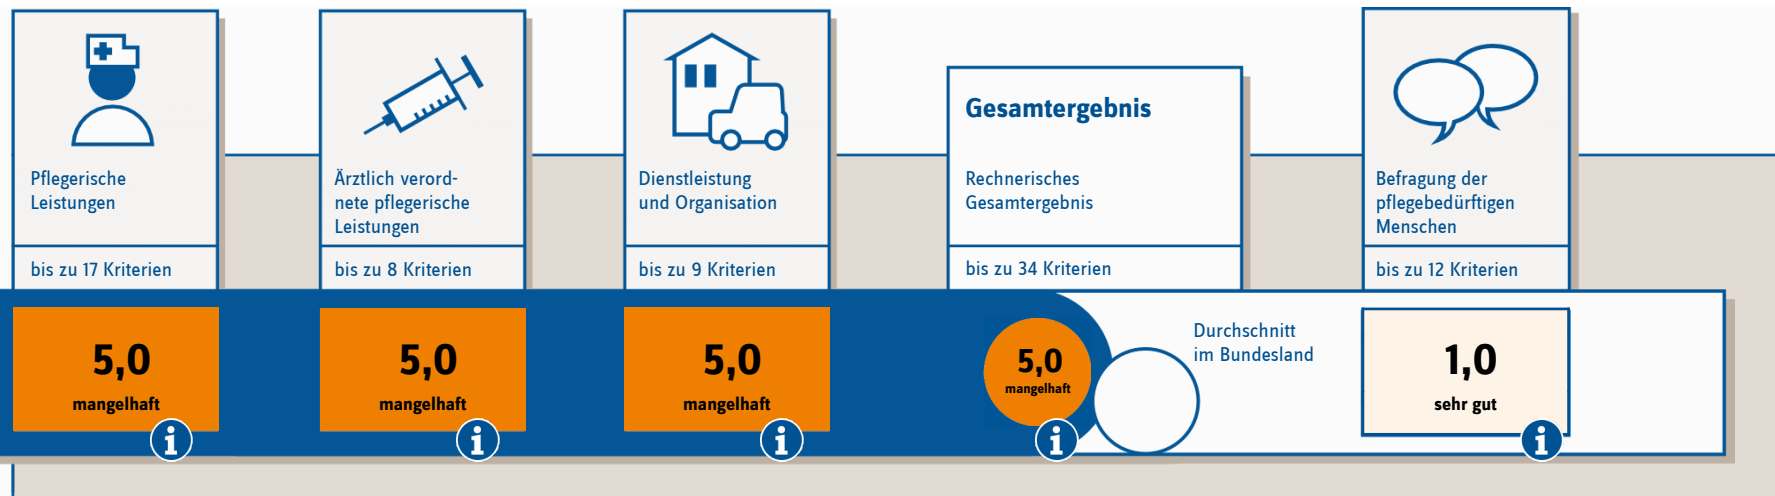 Pflegerische
Leistungen
bis zu 17 Kriterien
5,0
mangelhaft
i
Ärztlich verord-
nete pflegerische
Leistungen
bis zu 8 Kriterien
5,0
mangelhaft
i
Dienstleistung
und Organisation
bis zu 9 Kriterien
5,0
mangelhaft
i
Gesamtergebnis
Rechnerisches
Gesamtergebnis
bis zu 34 Kriterien
5,0
mangelhaft
i
Durchschnitt
im Bundesland
Befragung der
pflegebedürftigen
Menschen
bis zu 12 Kriterien
1,0
sehr gut
i